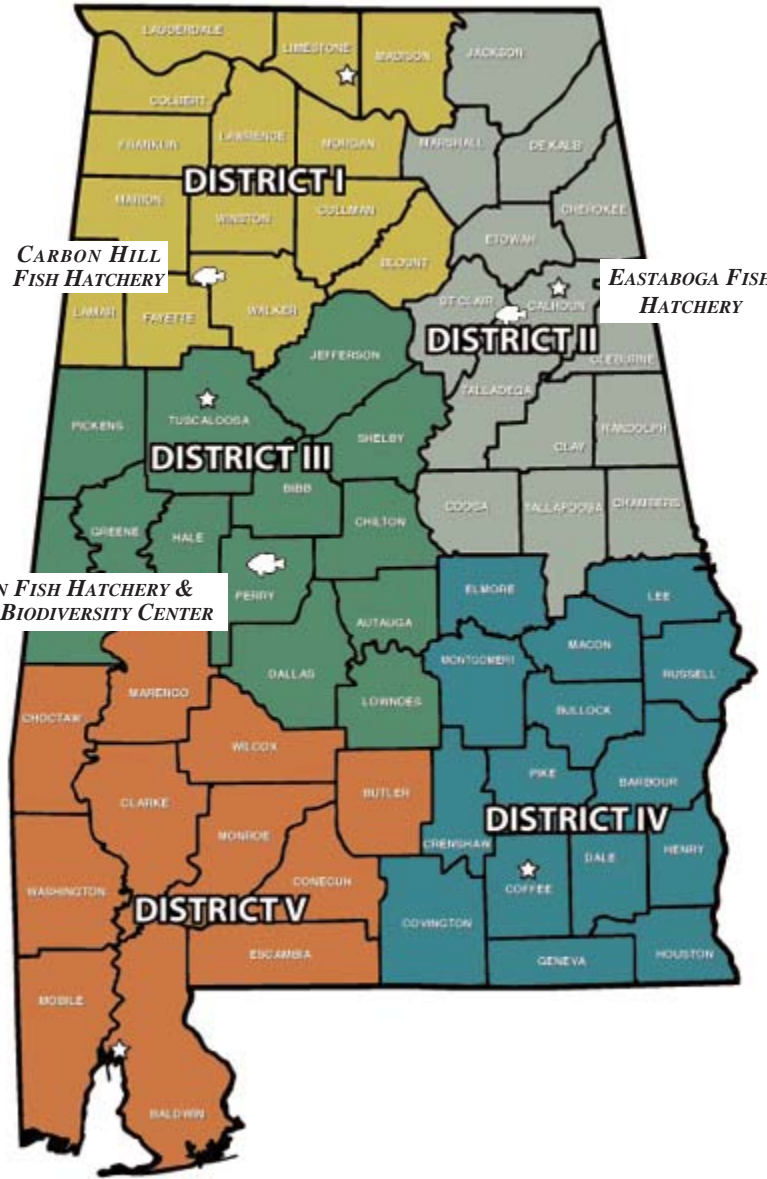 LAUDERDALE
LIMESTONE
MADISON
JACKSON
COLBERT
FRANKLIN
LAWRENCE
MORGAN
MARSHALL
DE KALB
DISTRICT I
MARION
WINSTON
CULLMAN
CHEROKEE
ETOWAH
CARBON HILL
FISH HATCHERY
BLOUNT
EASTABOGA FISH
HATCHERY
ST CLAIR
CALHOUN
LAMAR
FAYETTE
WALKER
DISTRICT II
JEFFERSON
CLEBURNE
TALLADEGA
PICKENS
TUSCALOOSA
SHELBY
CLAY
RANDOLPH
DISTRICT III
BIBB
COOSA
TALLAPOOSA
CHAMBERS
GREENE
HALE
CHILTON
N FISH HATCHERY &
BIODIVERSITY CENTER
PERRY
ELMORE
LEE
AUTAUGA
MACON
MONTGOMERY
RUSSELL
DALLAS
MARENGO
LOWNDES
CHOCTAW
BULLOCK
WILCOX
PIKE
BARBOUR
CLARKE
BUTLER
DISTRICT IV
MONROE
CRENSHAW
DALE
HENRY
WASHINGTON
CONECUH
COFFEE
DISTRICT V
COVINGTON
ESCAMBIA
GENEVA
HOUSTON
MOBILE
BALDWIN